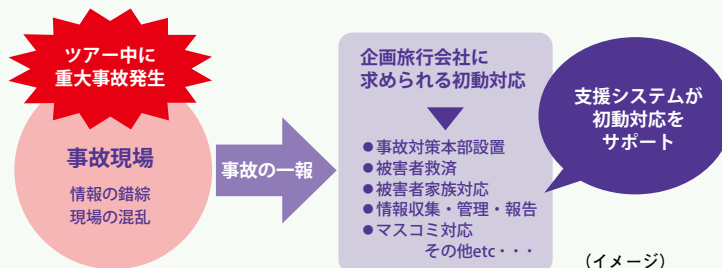 ツアー中に
重大事故発生
事故現場
情報の錯綜
現場の混乱
事故の一報
企画旅行会社に
求められる初動対応
●事故対策本部設置
●被害者救済
●被害者家族対応
●情報収集・管理・報告
●マスコミ対応
その他etc・・・
支援システムが
初動対応を
サポート
（イメージ）